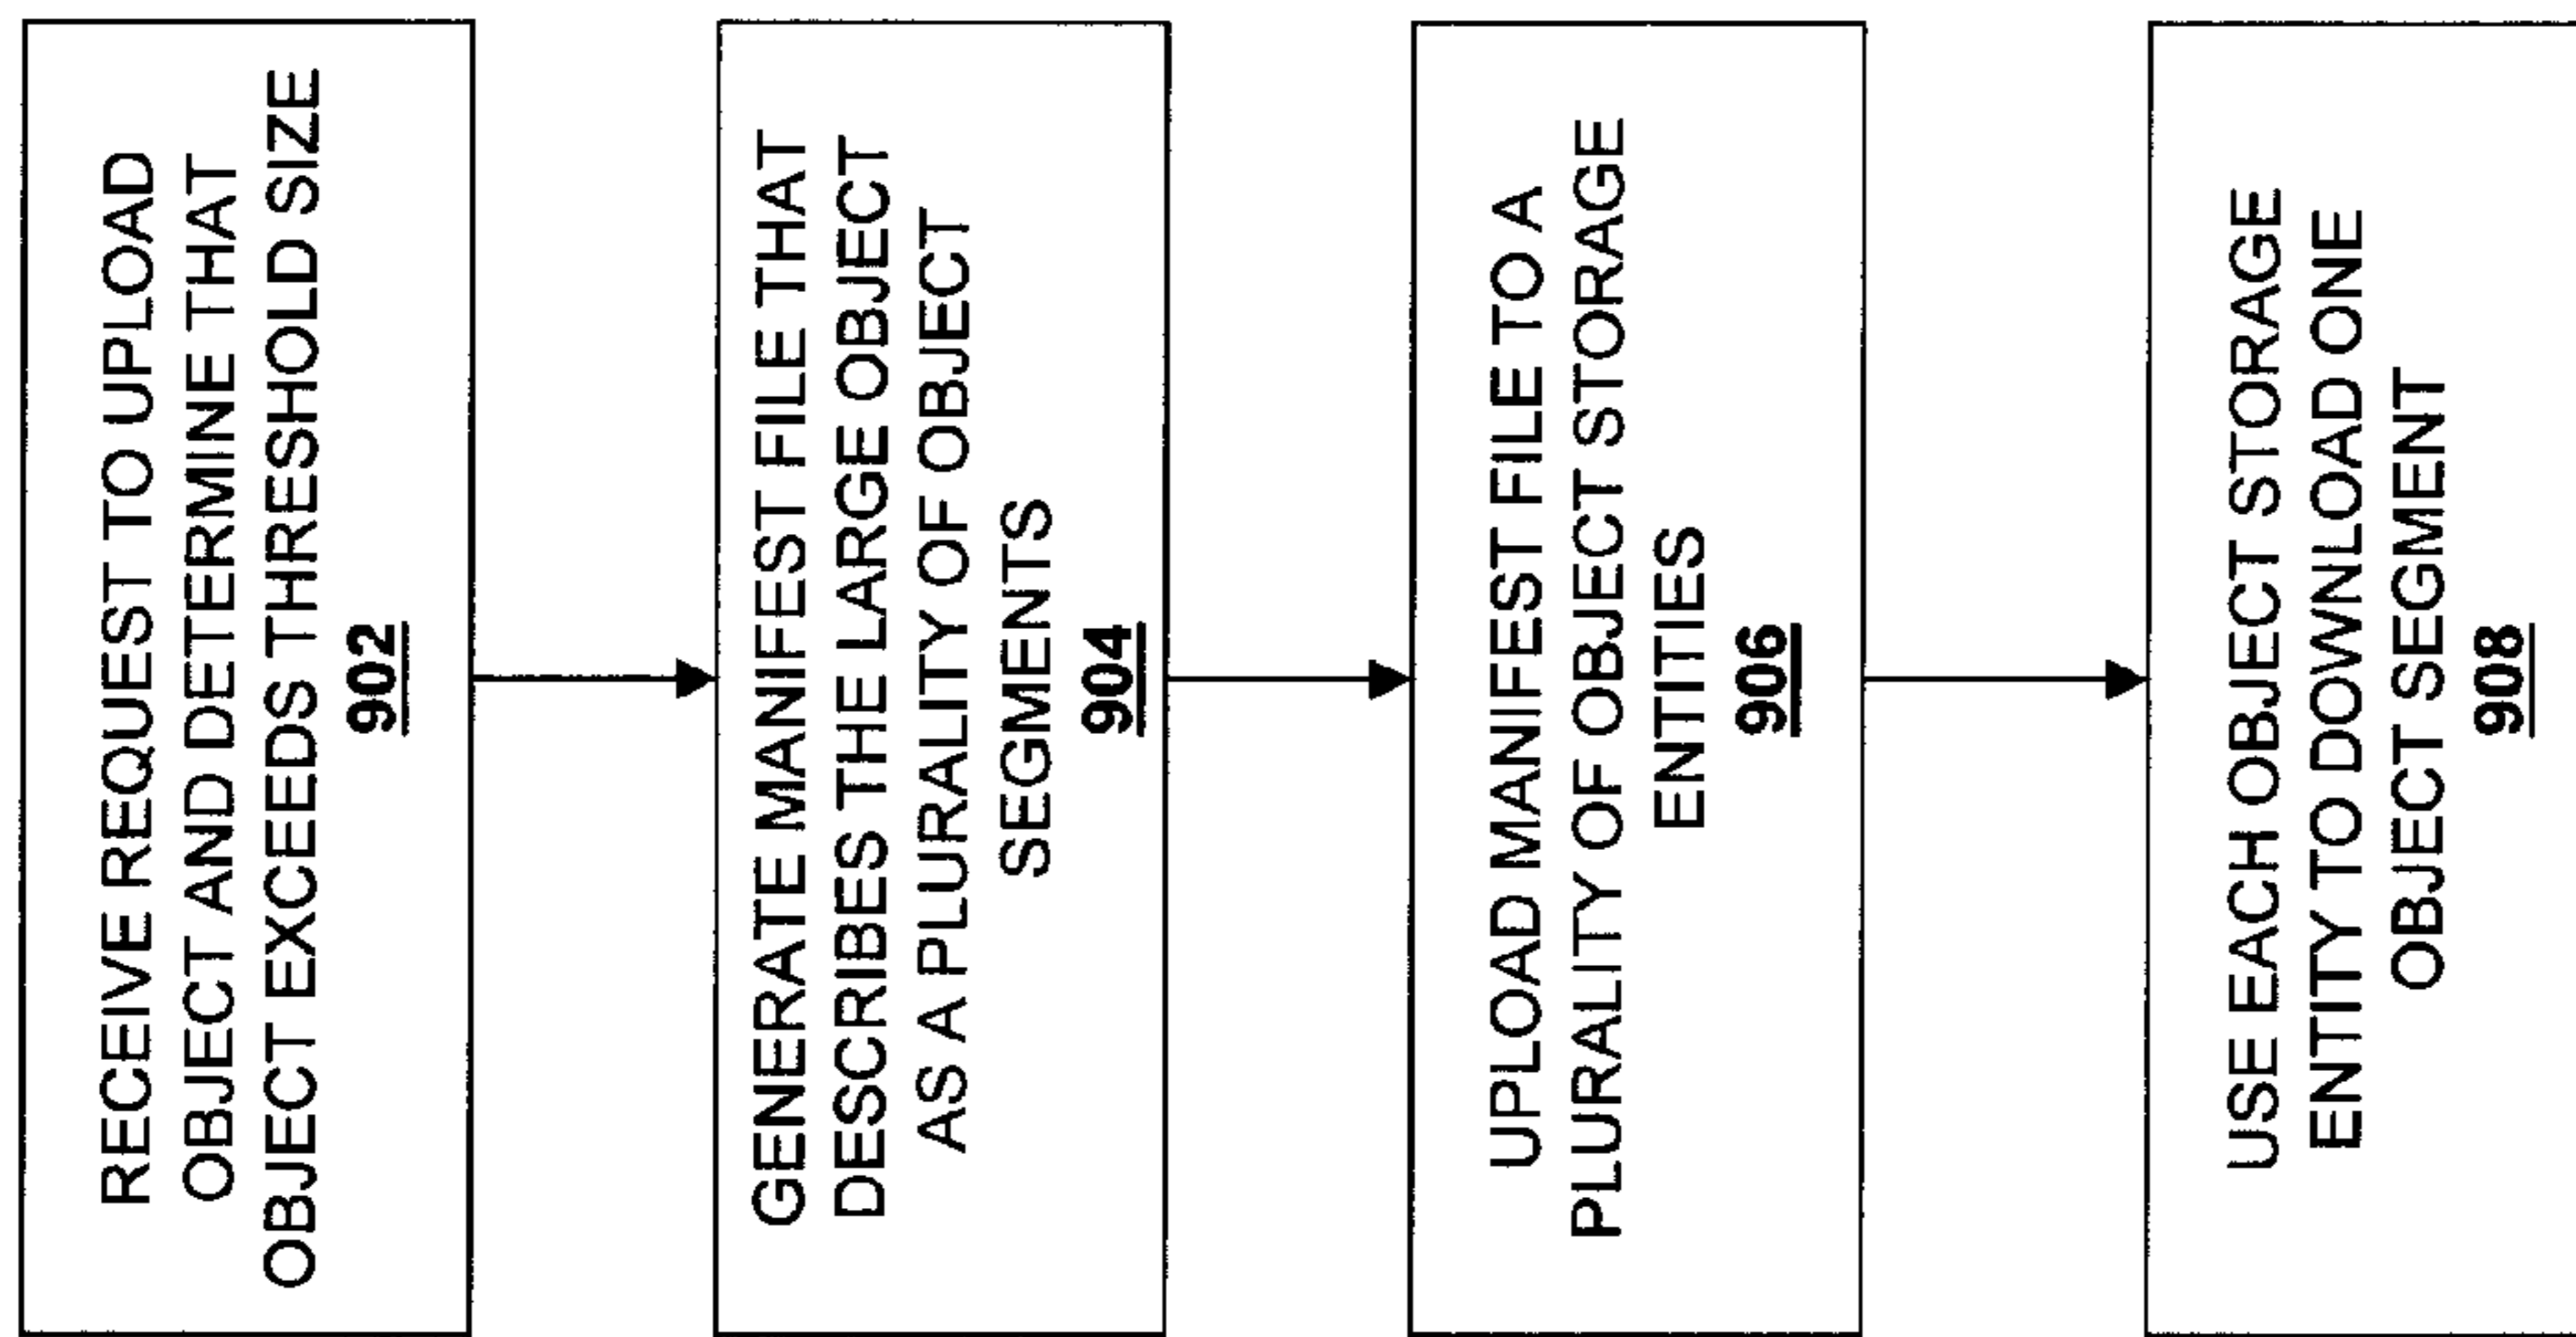 RECEIVE REQUEST TO UPLOAD
OBJECT AND DETERMINE THAT
OBJECT EXCEEDS THRESHOLD SIZE
902
GENERATE MANIFEST FILE THAT
DESCRIBES THE LARGE OBJECT
AS A PLURALITY OF OBJECT
SEGMENTS
904
UPLOAD MANIFEST FILE TO A
PLURALITY OF OBJECT STORAGE
ENTITIES
906
USE EACH OBJECT STORAGE
ENTITY TO DOWNLOAD ONE
OBJECT SEGMENT
908